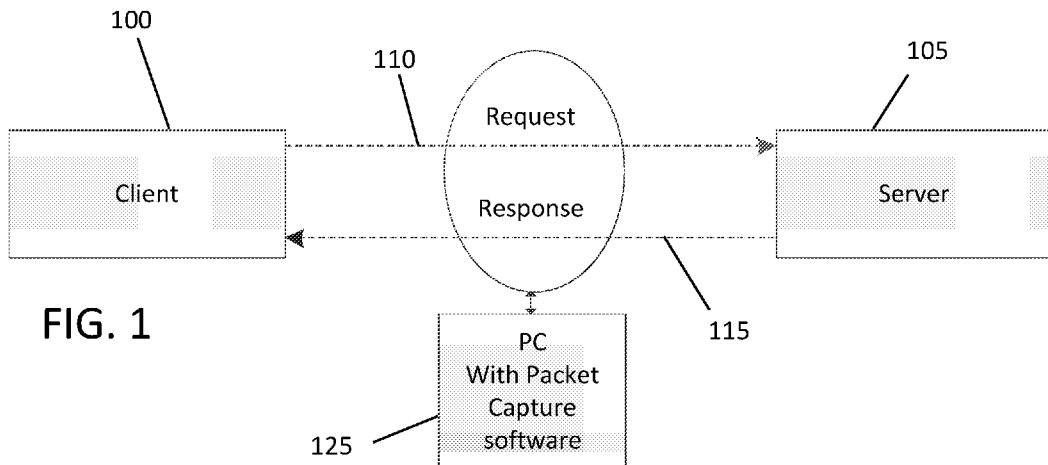 100
110
105
Request
Client
Server
Response
FIG. 1
115
PC
With Packet
Capture
software
125